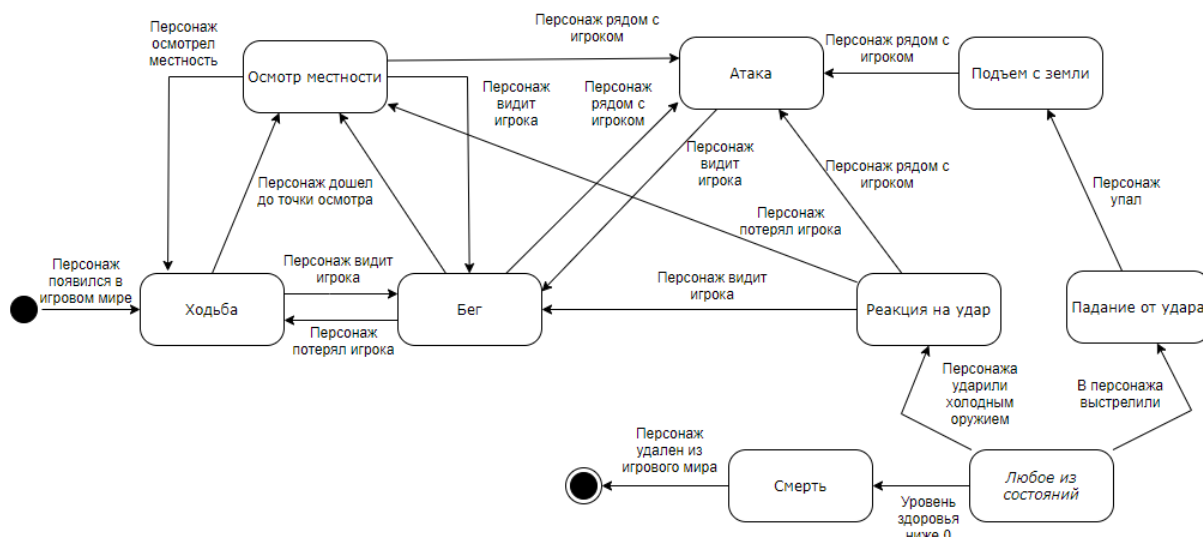 Персонаж
осмотрел
местность
Осмотр местности
Персонаж рядом с
игроком
Атака
Персонаж рядом с
игроком
Подъем с земли
Персонаж
видит
игрока
Персонаж
рядом с
игроком
Персонаж
видит
игрока
Персонаж рядом с
игроком
Персонаж дошел
до точки осмотра
Персонаж
упал
Персонаж
потерял игрока
Персонаж
появился в
игровом мире
Ходьба
Персонаж видит
игрока
Бег
Персонаж видит
игрока
Реакция на удар
Падание от удара
Персонаж
потерял игрока
Персонажа
ударили
холодным
оружием
В персонажа
выстрелили
Персонаж
удален из
игрового мира
Смерть
Любое из
состояний
Уровень
здоровья
ниже 0